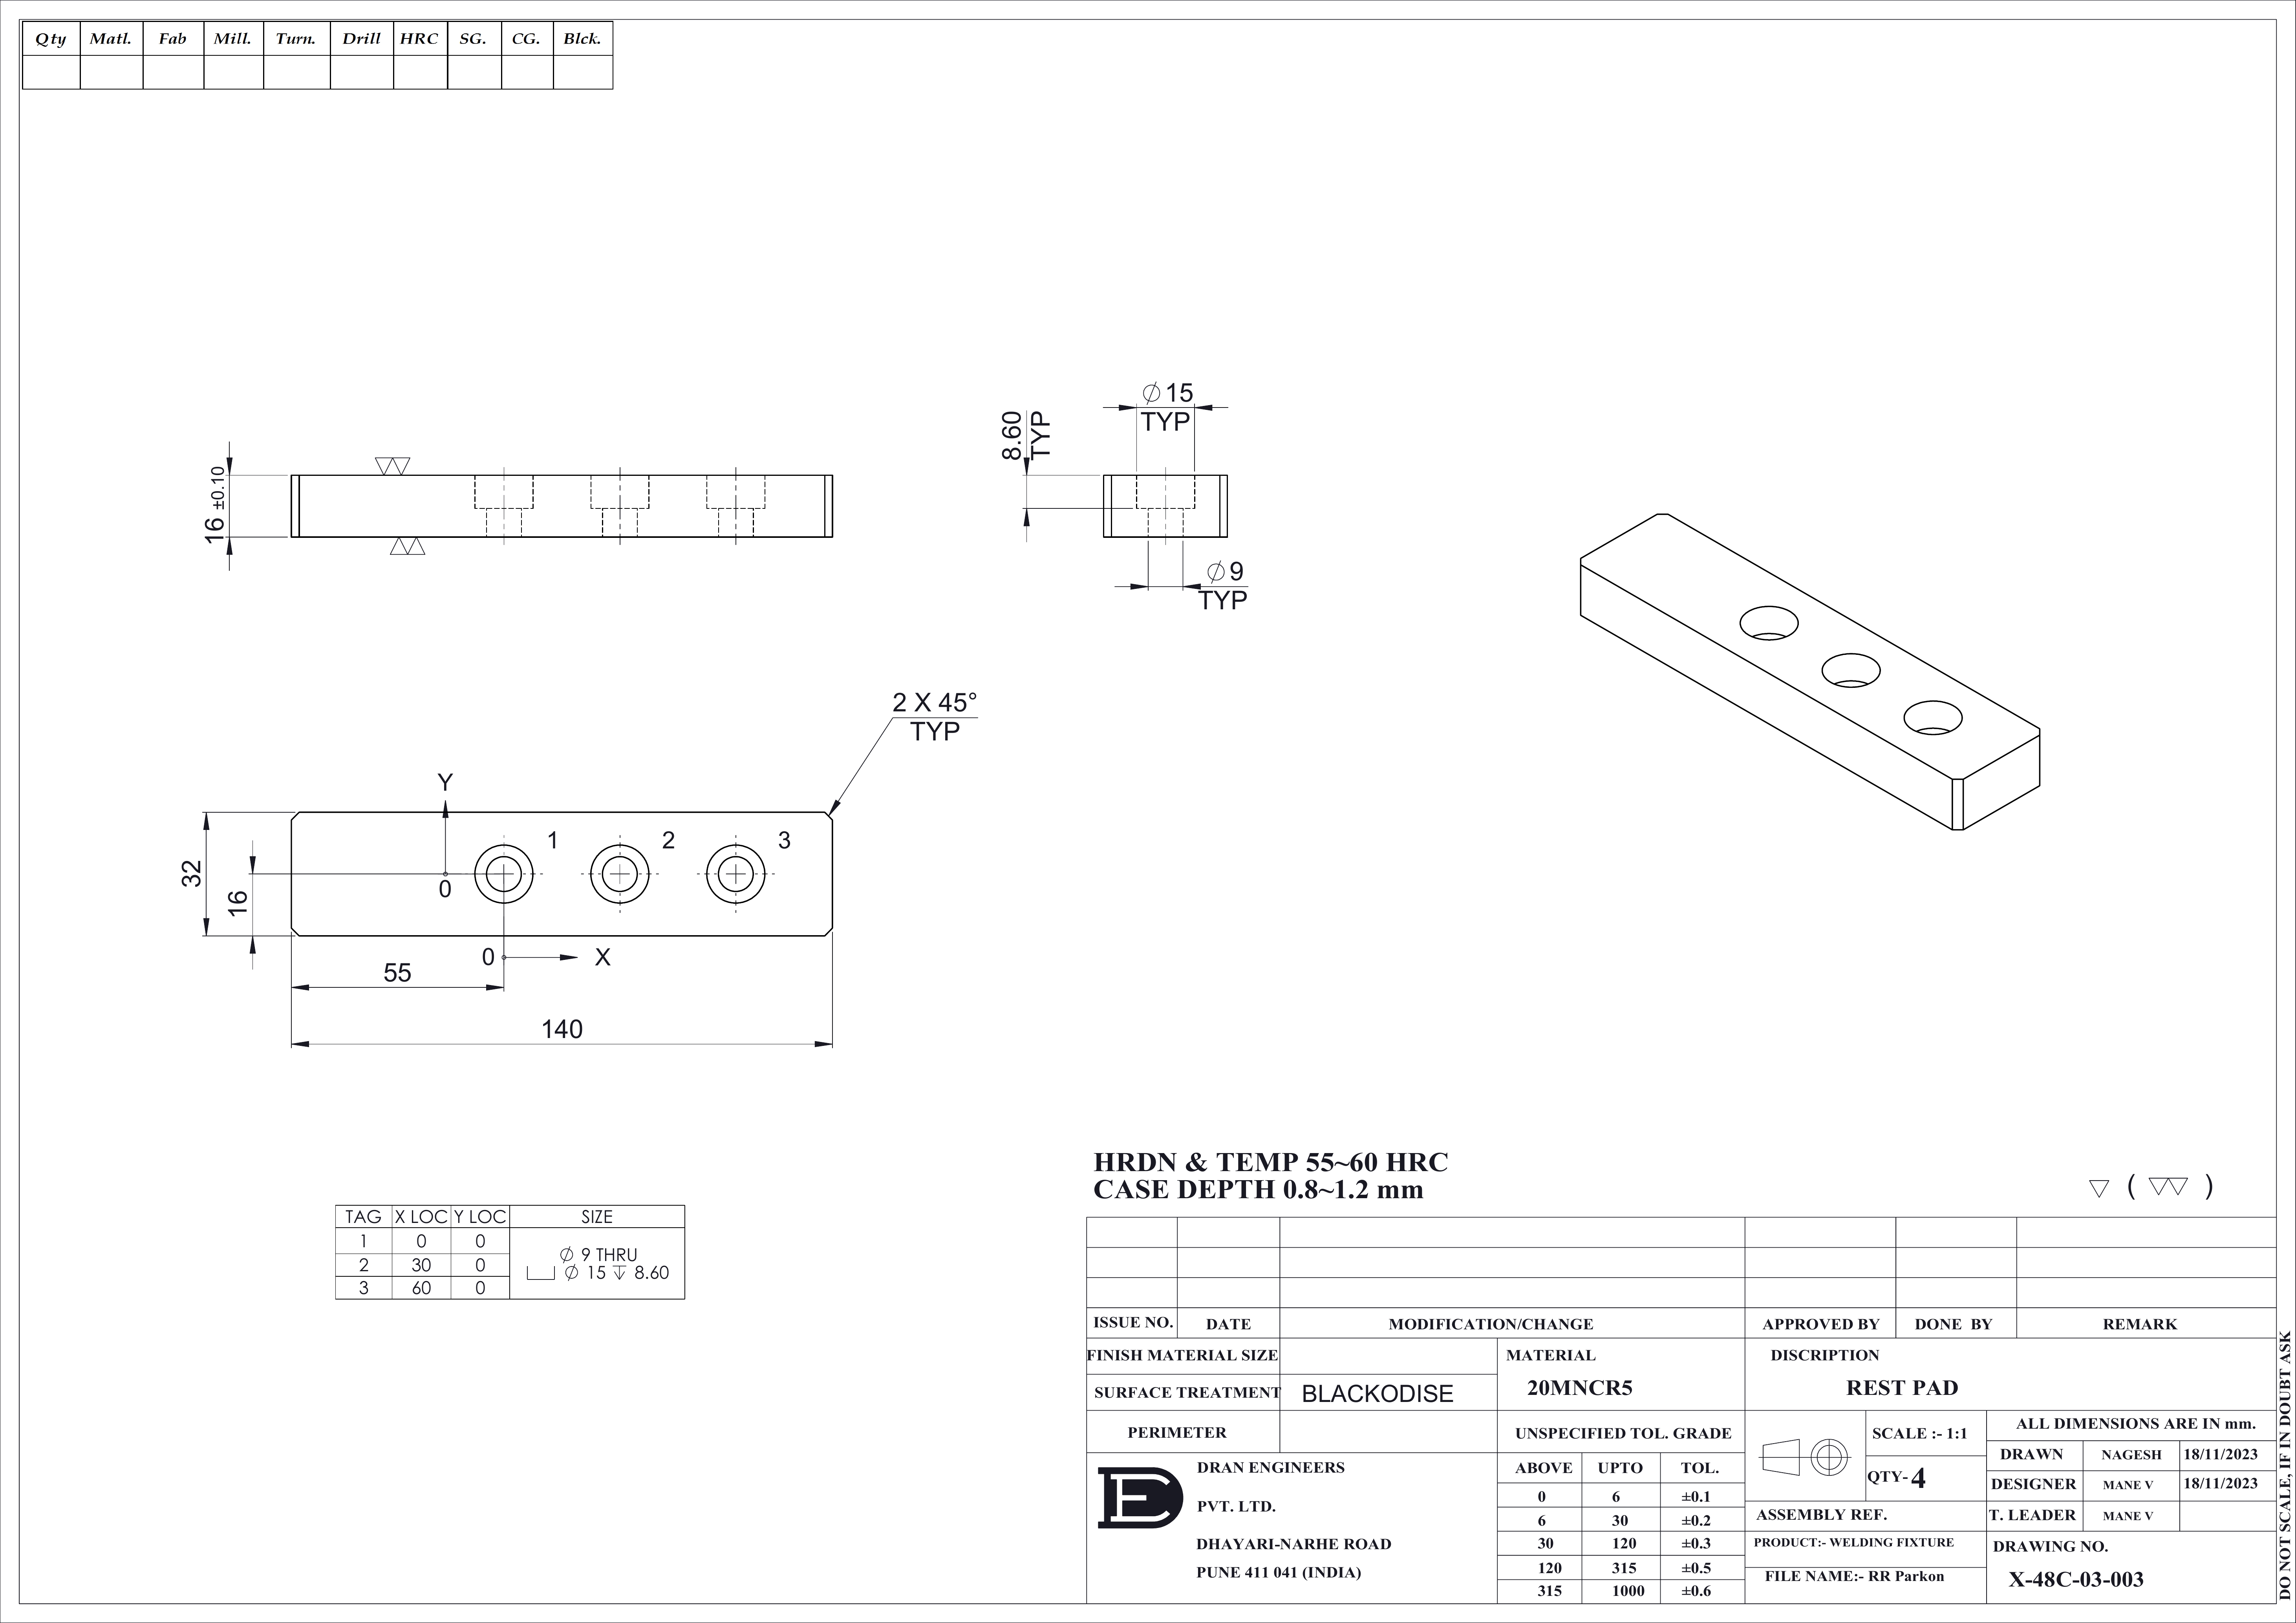 Qty Matl. Fab Mill. Turn. Drill HRC SG. CG. Blck.
⌀15
TYP
8.60
TYP
16 ±0.10
⌀9
TYP
2 X 45°
TYP
Y
1 2 3
0
32
16
0 X
55
140
HRDN & TEMP 55~60 HRC
CASE DEPTH 0.8~1.2 mm
▽ ( ▽▽ )
TAG X LOC Y LOC SIZE
1 0 0
2 30 0
3 60 0
⌀ 9 THRU
⌴ ⌀ 15 ↧ 8.60
ISSUE NO. DATE MODIFICATION/CHANGE APPROVED BY DONE BY REMARK
FINISH MATERIAL SIZE
SURFACE TREATMENT BLACKODISE
PERIMETER
MATERIAL
20MNCR5
DISCRIPTION
REST PAD
UNSPECIFIED TOL. GRADE
ABOVE UPTO TOL.
0 6 ±0.1
6 30 ±0.2
30 120 ±0.3
120 315 ±0.5
315 1000 ±0.6
DE
DRAN ENGINEERS
PVT. LTD.
DHAYARI-NARHE ROAD
PUNE 411 041 (INDIA)
SCALE :- 1:1
QTY- 4
ALL DIMENSIONS ARE IN mm.
DRAWN NAGESH 18/11/2023
DESIGNER MANE V 18/11/2023
T. LEADER MANE V
ASSEMBLY REF.
PRODUCT:- WELDING FIXTURE
FILE NAME:- RR Parkon
DRAWING NO.
X-48C-03-003
DO NOT SCALE, IF IN DOUBT ASK